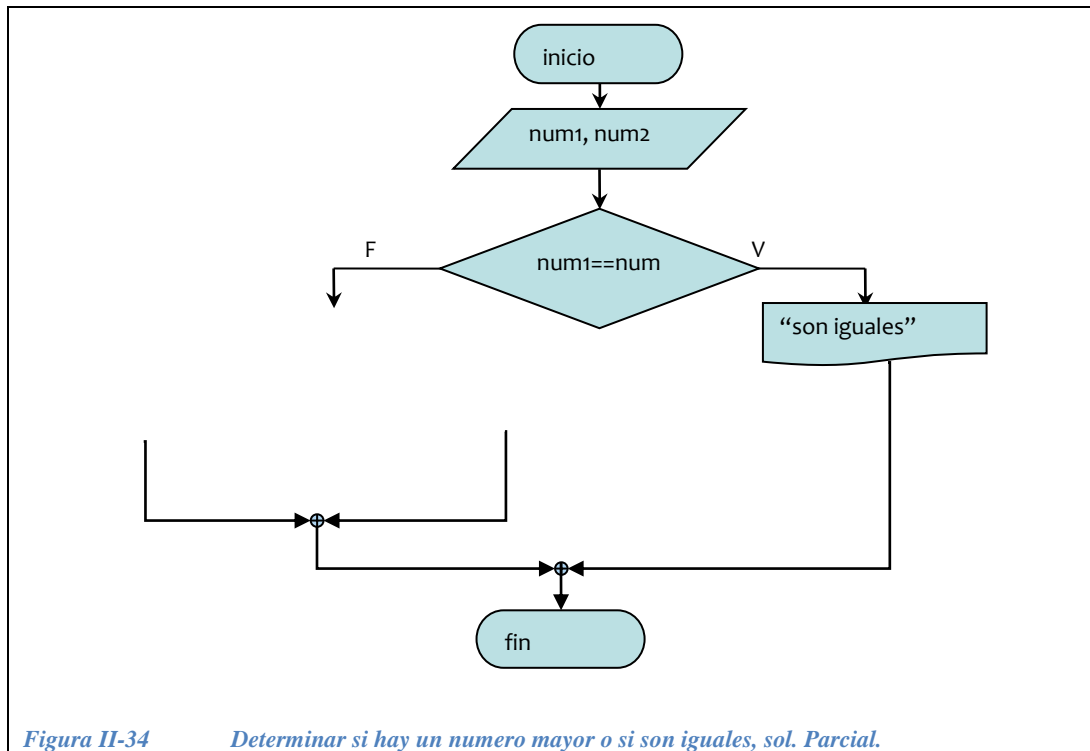 inicio
num1, num2
F
V
num1==num
“son iguales”
fin
Figura II-34 Determinar si hay un numero mayor o si son iguales, sol. Parcial.